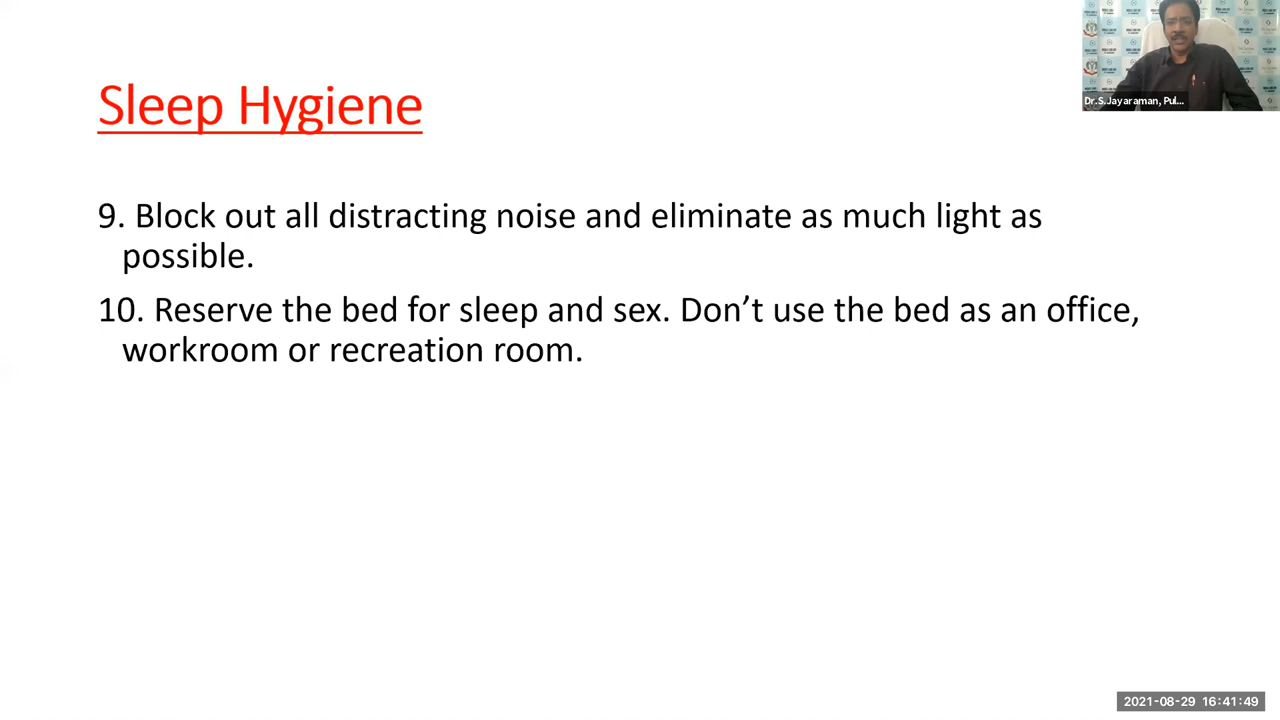 Sleep Hygiene
9. Block out all distracting noise and eliminate as much light as
possible.
10. Reserve the bed for sleep and sex. Don’t use the bed as an office,
workroom or recreation room.
Dr.S.Jayaraman, Pul...
2021-08-29 16:41:49